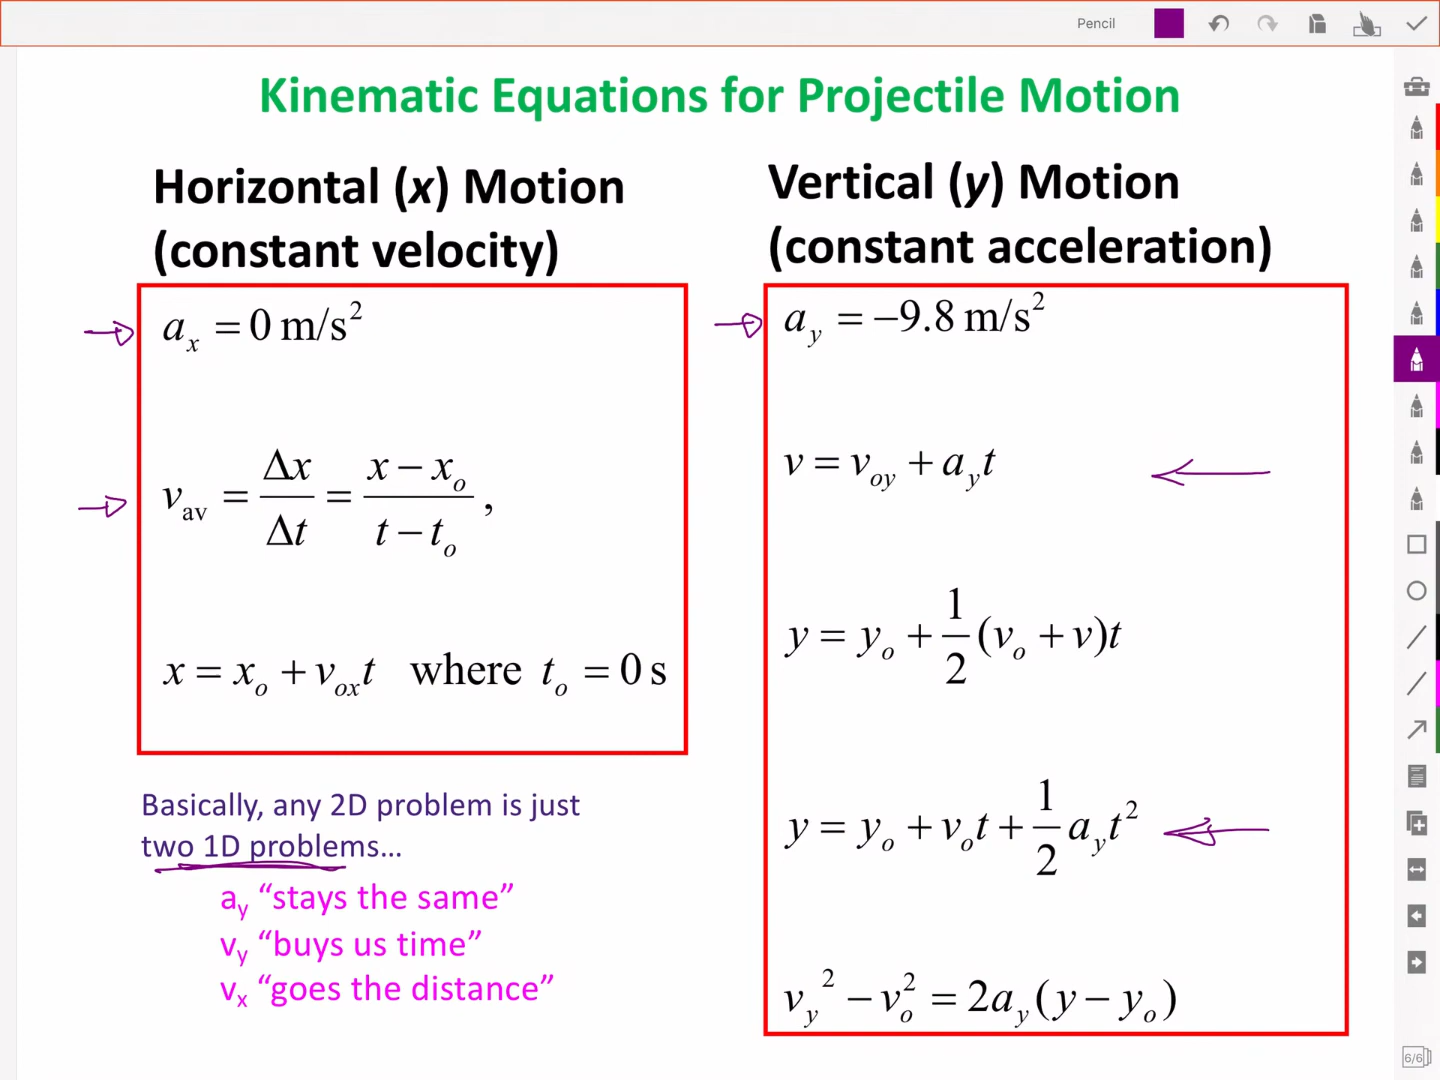 Pencil
Kinematic Equations for Projectile Motion
Horizontal (x) Motion
(constant velocity)
a_x = 0 m/s²
v_av = Δx/Δt = (x − x_o)/(t − t_o) ,
x = x_o + v_ox t where t_o = 0 s
Basically, any 2D problem is just
two 1D problems...
a_y “stays the same”
v_y “buys us time”
v_x “goes the distance”
Vertical (y) Motion
(constant acceleration)
a_y = −9.8 m/s²
v = v_oy + a_y t
y = y_o + 1/2 (v_o + v)t
y = y_o + v_o t + 1/2 a_y t²
v_y² − v_o² = 2a_y (y − y_o)
6/6